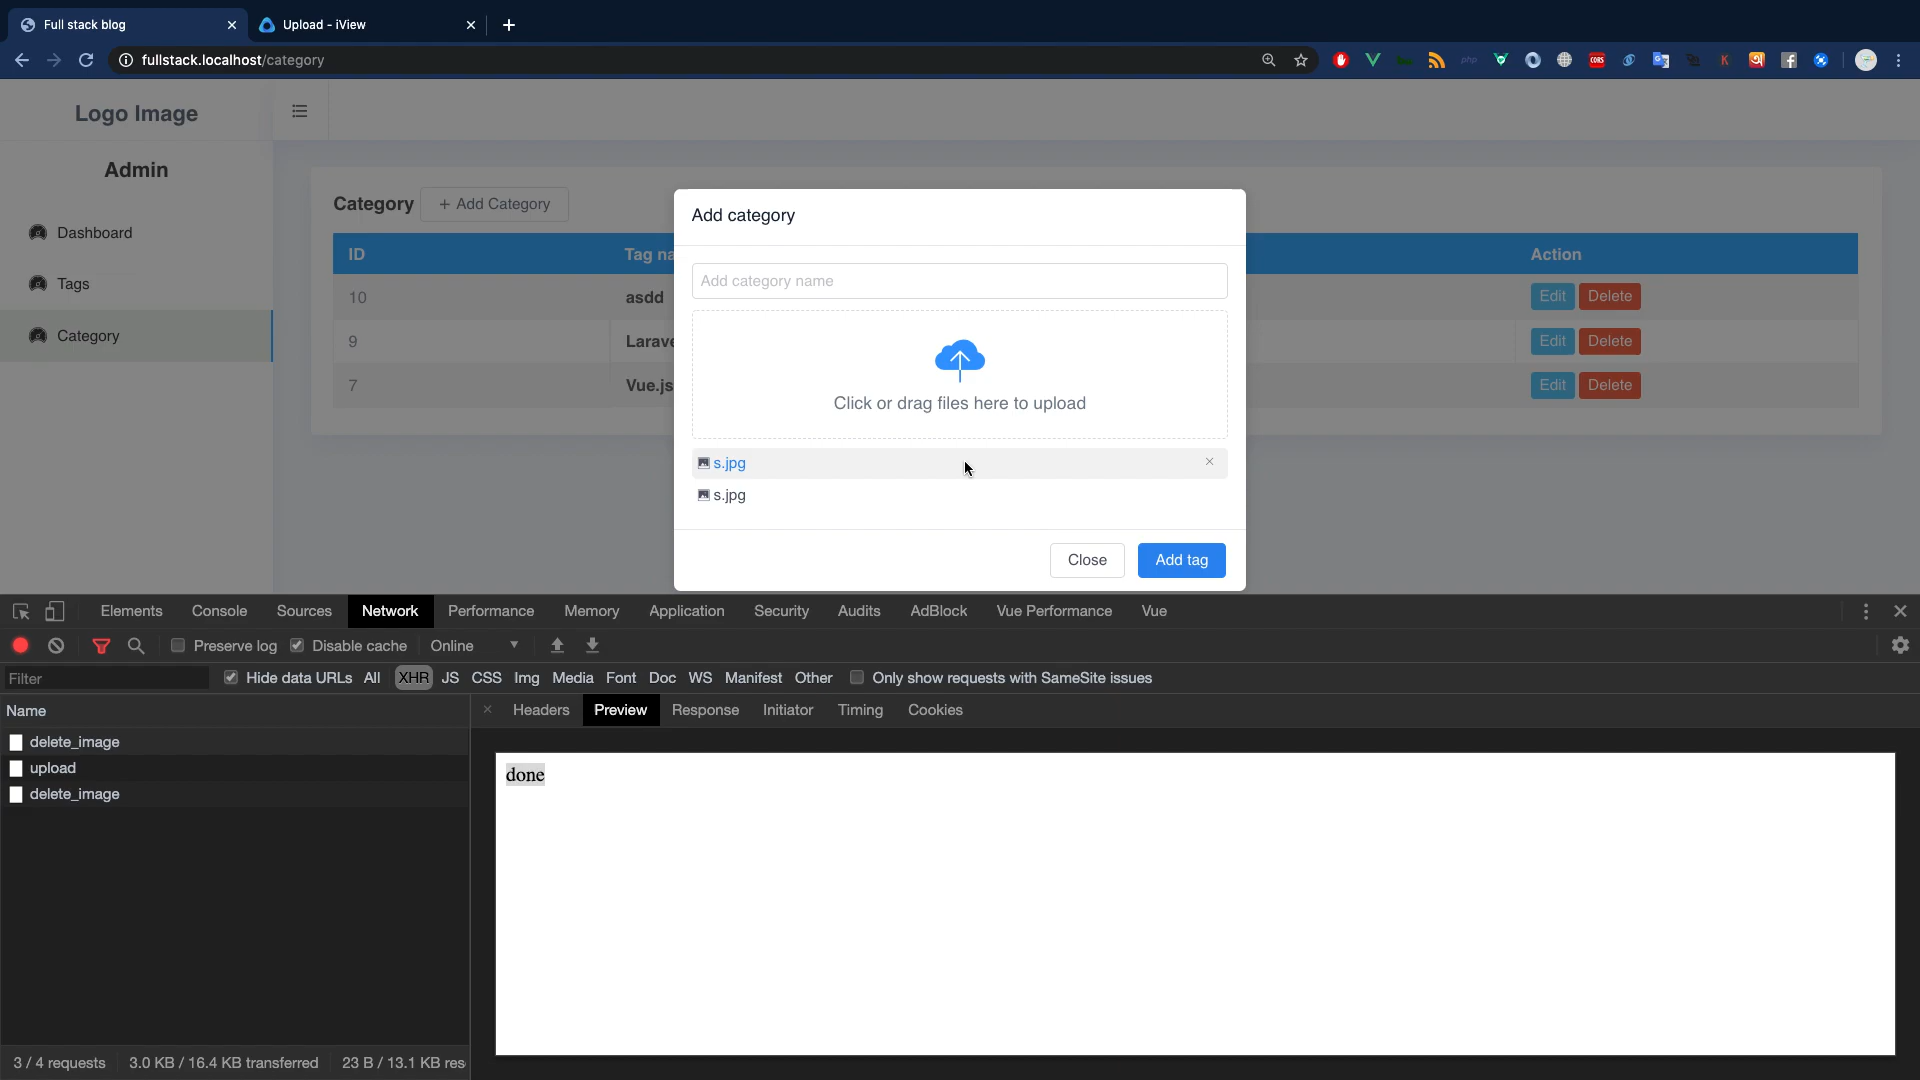 Full stack blog
Upload - iView
fullstack.localhost/category
Logo Image
Admin
Dashboard
Tags
Category
Category
+ Add Category
ID
Tag na
Action
10
asdd
Edit
Delete
9
Larave
Edit
Delete
7
Vue.js
Edit
Delete
Add category
Add category name
Click or drag files here to upload
s.jpg
s.jpg
Close
Add tag
Elements
Console
Sources
Network
Performance
Memory
Application
Security
Audits
AdBlock
Vue Performance
Vue
Preserve log
Disable cache
Online
Filter
Hide data URLs
All
XHR
JS
CSS
Img
Media
Font
Doc
WS
Manifest
Other
Only show requests with SameSite issues
Name
Headers
Preview
Response
Initiator
Timing
Cookies
delete_image
upload
delete_image
done
3 / 4 requests
3.0 KB / 16.4 KB transferred
23 B / 13.1 KB res